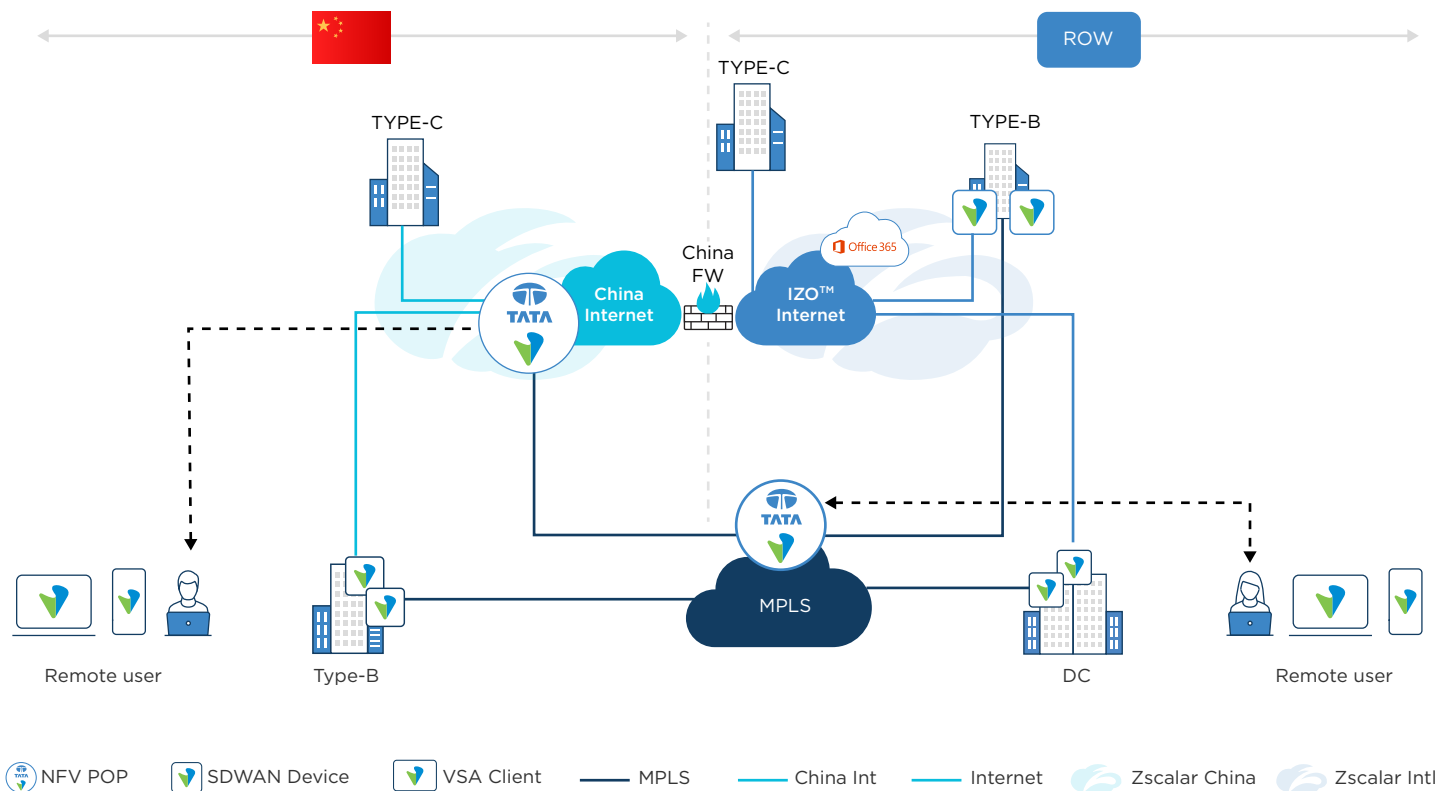 ROW
TYPE-C
TYPE-C
TYPE-B
China
FW
Office 365
China
Internet
IZO™
Internet
TATA
TATA
MPLS
Remote user
Type-B
DC
Remote user
TATA
NFV POP
SDWAN Device
VSA Client
MPLS
China Int
Internet
Zscalar China
Zscalar Intl